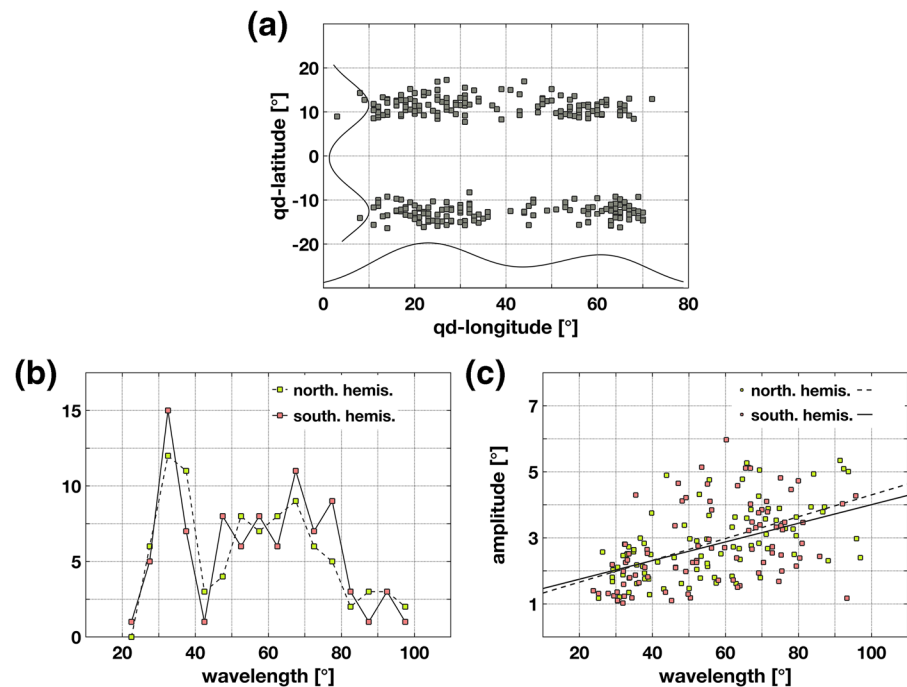 (a)
qd-latitude [°]
20
10
0
-10
-20
0 20 40 60 80
qd-longitude [°]
(b)
north. hemis.
south. hemis.
15
10
5
0
20 40 60 80 100
wavelength [°]
(c)
north. hemis.
south. hemis.
amplitude [°]
7
5
3
1
20 40 60 80 100
wavelength [°]